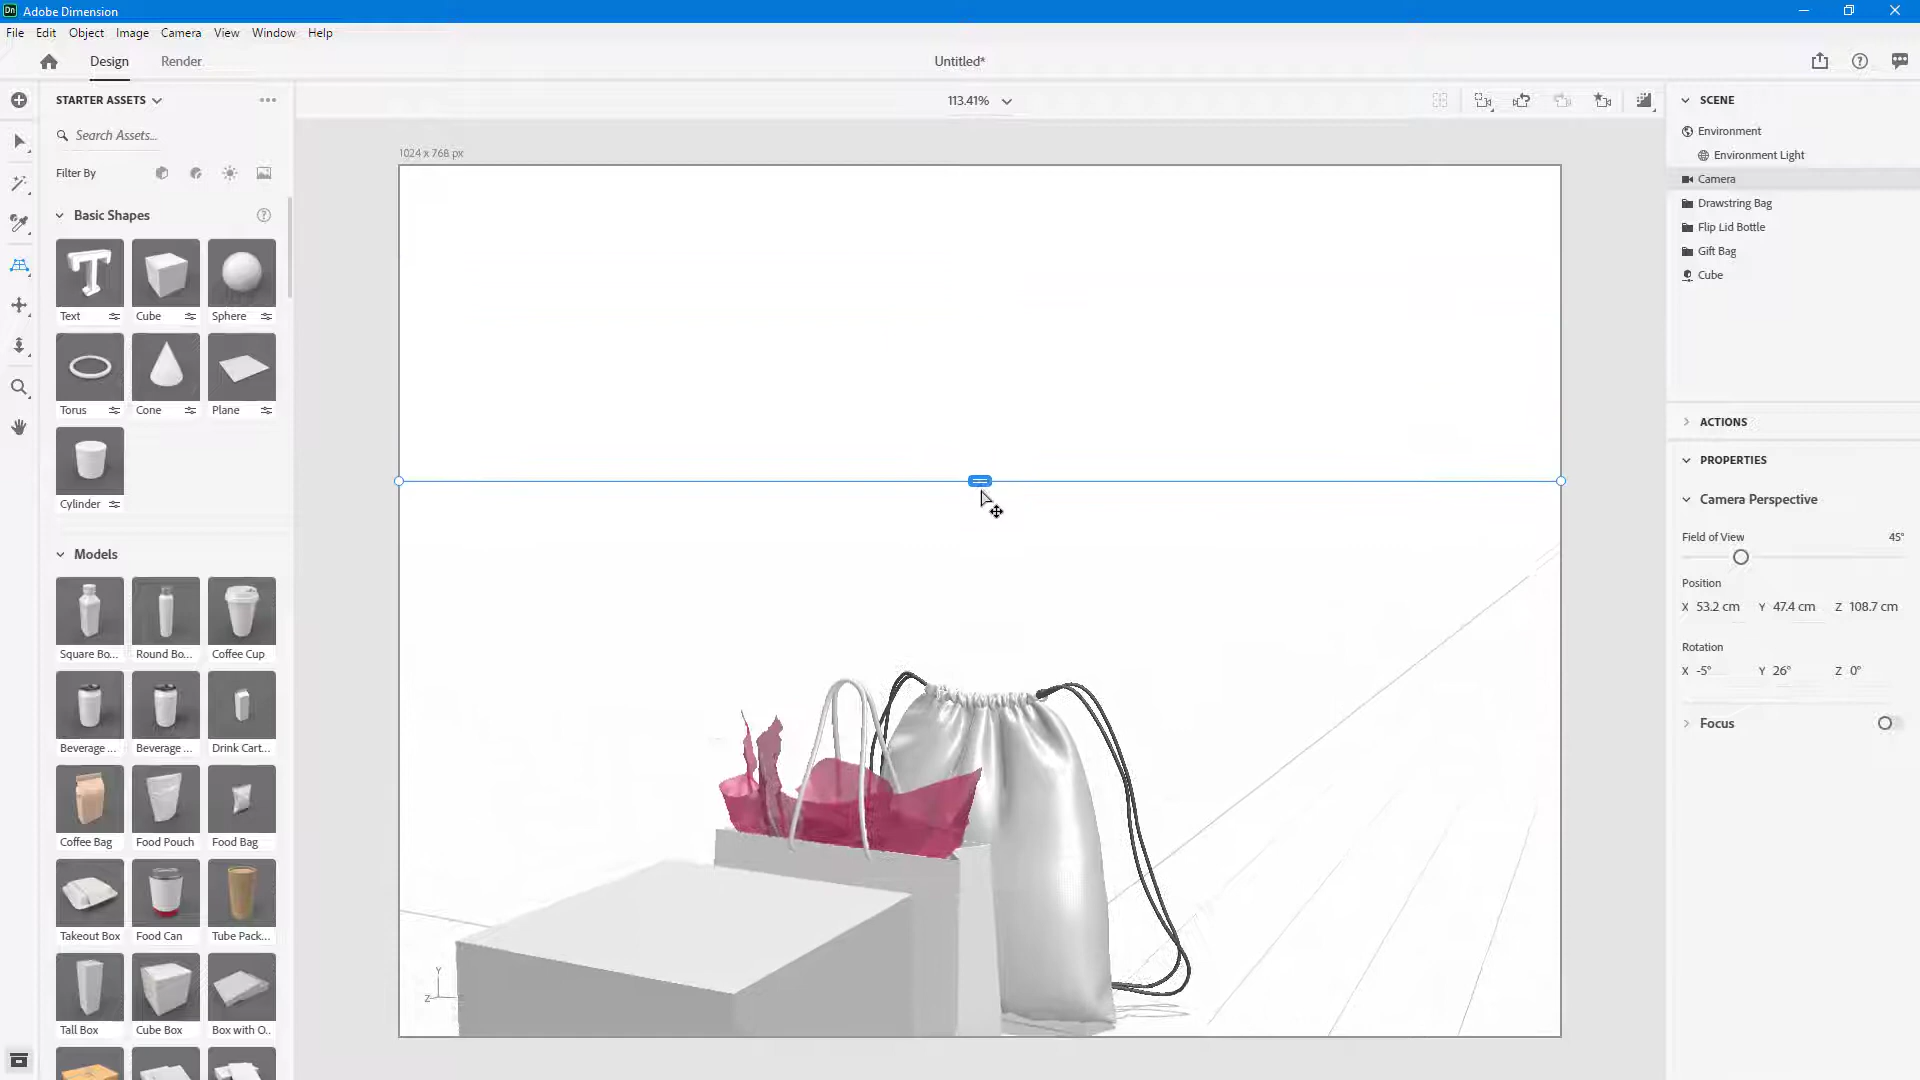 Dn Adobe Dimension
File Edit Object Image Camera View Window Help
Design Render Untitled*
STARTER ASSETS
113.41%
Search Assets...
Filter By
Basic Shapes
Text Cube Sphere
Torus Cone Plane
Cylinder
Models
Square Bo... Round Bo... Coffee Cup
Beverage ... Beverage ... Drink Cart...
Coffee Bag Food Pouch Food Bag
Takeout Box Food Can Tube Pack...
Tall Box Cube Box Box with O..
1024 x 768 px
Y
Z
SCENE
Environment
Environment Light
Camera
Drawstring Bag
Flip Lid Bottle
Gift Bag
Cube
ACTIONS
PROPERTIES
Camera Perspective
Field of View 45°
Position
X 53.2 cm Y 47.4 cm Z 108.7 cm
Rotation
X -5° Y 26° Z 0°
Focus